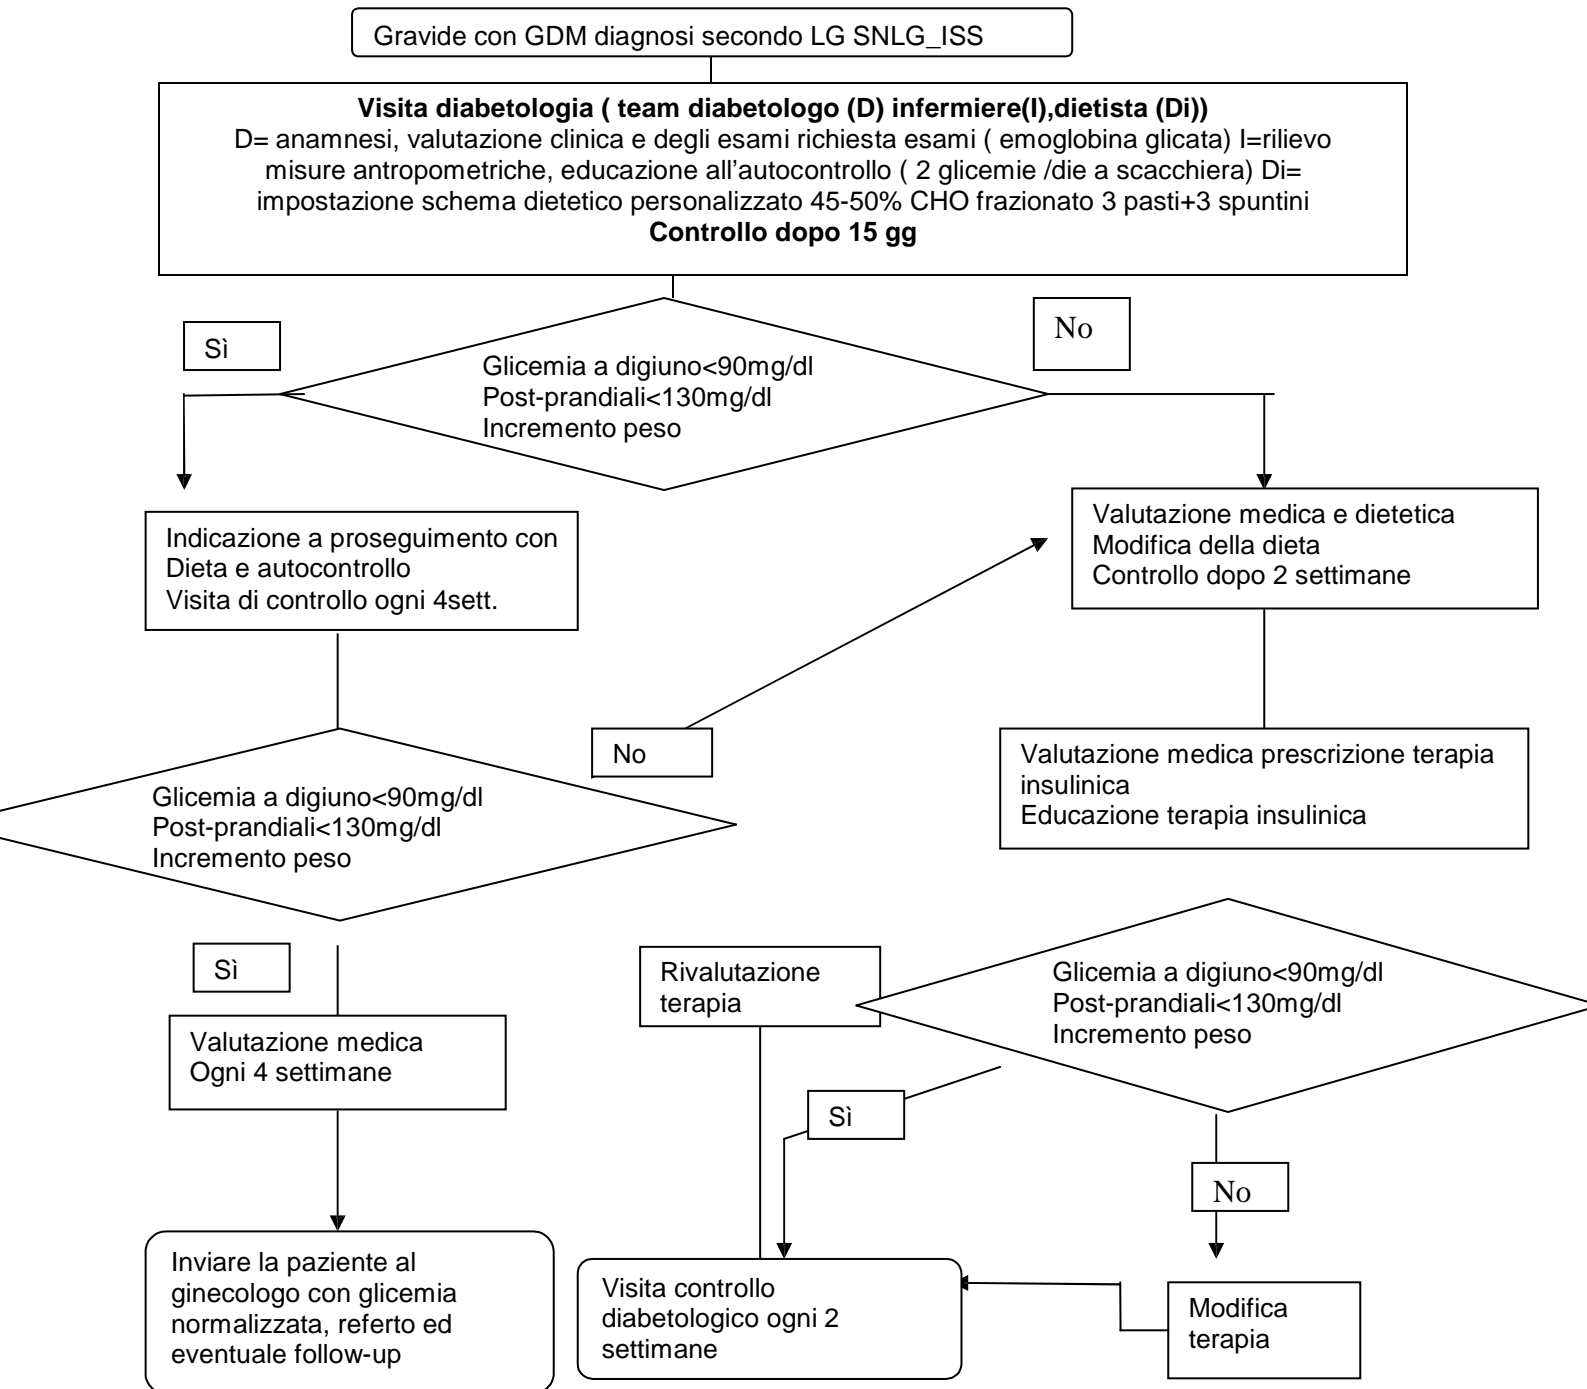 Gravide con GDM diagnosi secondo LG SNLG_ISS
Visita diabetologia ( team diabetologo (D) infermiere(I),dietista (Di))
D= anamnesi, valutazione clinica e degli esami richiesta esami ( emoglobina glicata) I=rilievo
misure antropometriche, educazione all’autocontrollo ( 2 glicemie /die a scacchiera) Di=
impostazione schema dietetico personalizzato 45-50% CHO frazionato 3 pasti+3 spuntini
Controllo dopo 15 gg
Sì
No
Glicemia a digiuno<90mg/dl
Post-prandiali<130mg/dl
Incremento peso
Indicazione a proseguimento con
Dieta e autocontrollo
Visita di controllo ogni 4sett.
Valutazione medica e dietetica
Modifica della dieta
Controllo dopo 2 settimane
No
Valutazione medica prescrizione terapia
insulinica
Educazione terapia insulinica
Glicemia a digiuno<90mg/dl
Post-prandiali<130mg/dl
Incremento peso
Sì
Rivalutazione
terapia
Glicemia a digiuno<90mg/dl
Post-prandiali<130mg/dl
Incremento peso
Valutazione medica
Ogni 4 settimane
Sì
No
Inviare la paziente al
ginecologo con glicemia
normalizzata, referto ed
eventuale follow-up
Visita controllo
diabetologico ogni 2
settimane
Modifica
terapia